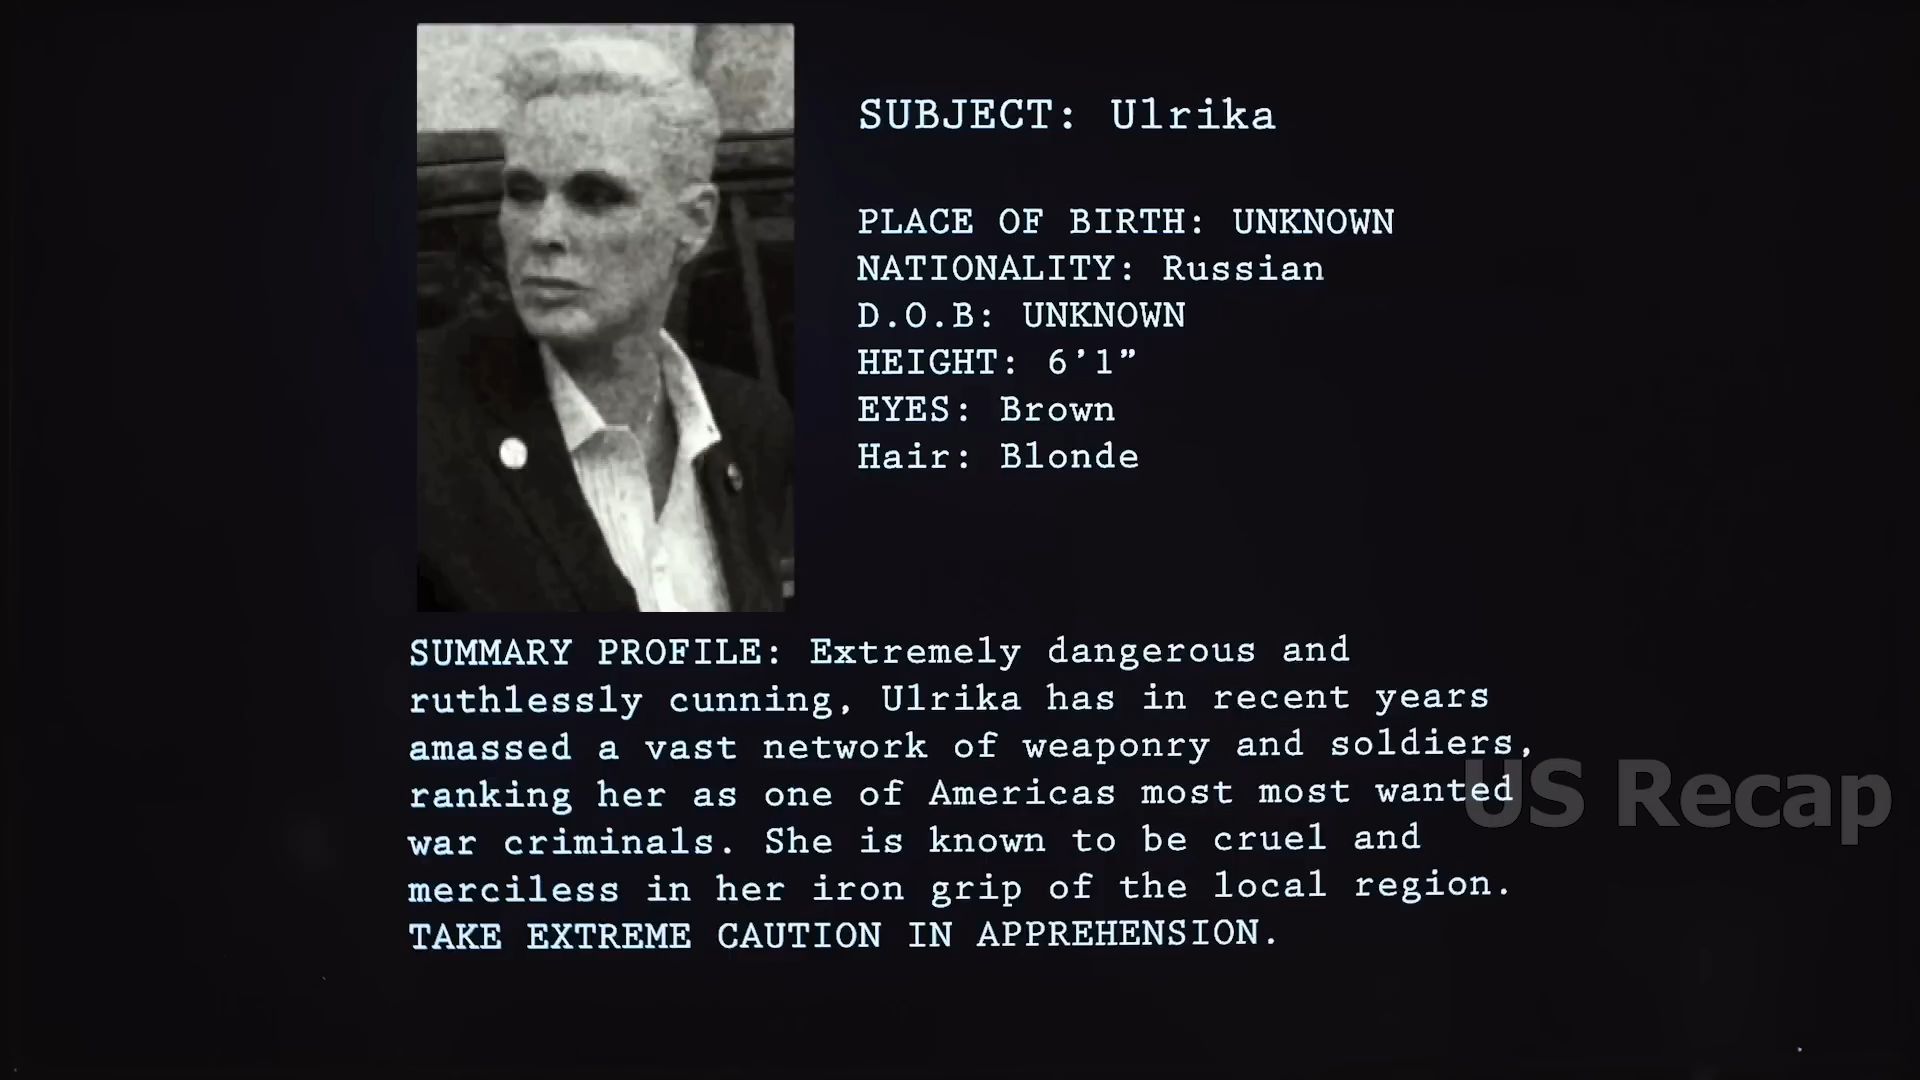 SUBJECT: Ulrika
PLACE OF BIRTH: UNKNOWN
NATIONALITY: Russian
D.O.B: UNKNOWN
HEIGHT: 6’1”
EYES: Brown
Hair: Blonde
SUMMARY PROFILE: Extremely dangerous and
ruthlessly cunning, Ulrika has in recent years
amassed a vast network of weaponry and soldiers,
ranking her as one of Americas most most wanted
war criminals. She is known to be cruel and
merciless in her iron grip of the local region.
TAKE EXTREME CAUTION IN APPREHENSION.
US Recap